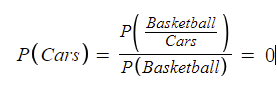 P(Cars) = P(Basketball/Cars)/P(Basketball) = 0